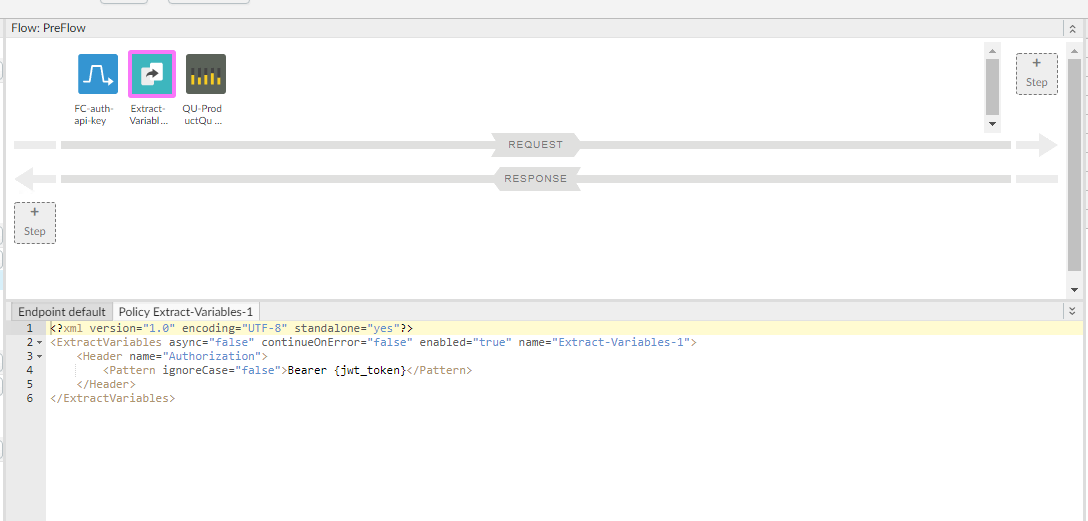 Flow: PreFlow
FC-auth-
api-key
Extract-
Variabl ...
QU-Prod
uctQu ...
+
Step
REQUEST
RESPONSE
+
Step
Endpoint default
Policy Extract-Variables-1
1 <?xml version="1.0" encoding="UTF-8" standalone="yes"?>
2 <ExtractVariables async="false" continueOnError="false" enabled="true" name="Extract-Variables-1">
3 <Header name="Authorization">
4 <Pattern ignoreCase="false">Bearer {jwt_token}</Pattern>
5 </Header>
6 </ExtractVariables>